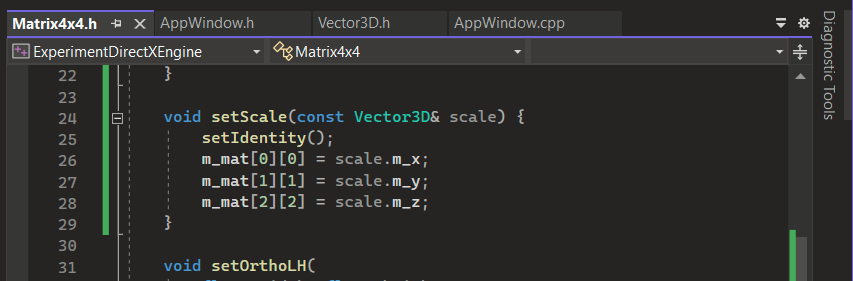 Matrix4x4.h AppWindow.h Vector3D.h AppWindow.cpp
ExperimentDirectXEngine Matrix4x4
22 }
23
24 void setScale(const Vector3D& scale) {
25 setIdentity();
26 m_mat[0][0] = scale.m_x;
27 m_mat[1][1] = scale.m_y;
28 m_mat[2][2] = scale.m_z;
29 }
30
31 void setOrthoLH(
Diagnostic Tools